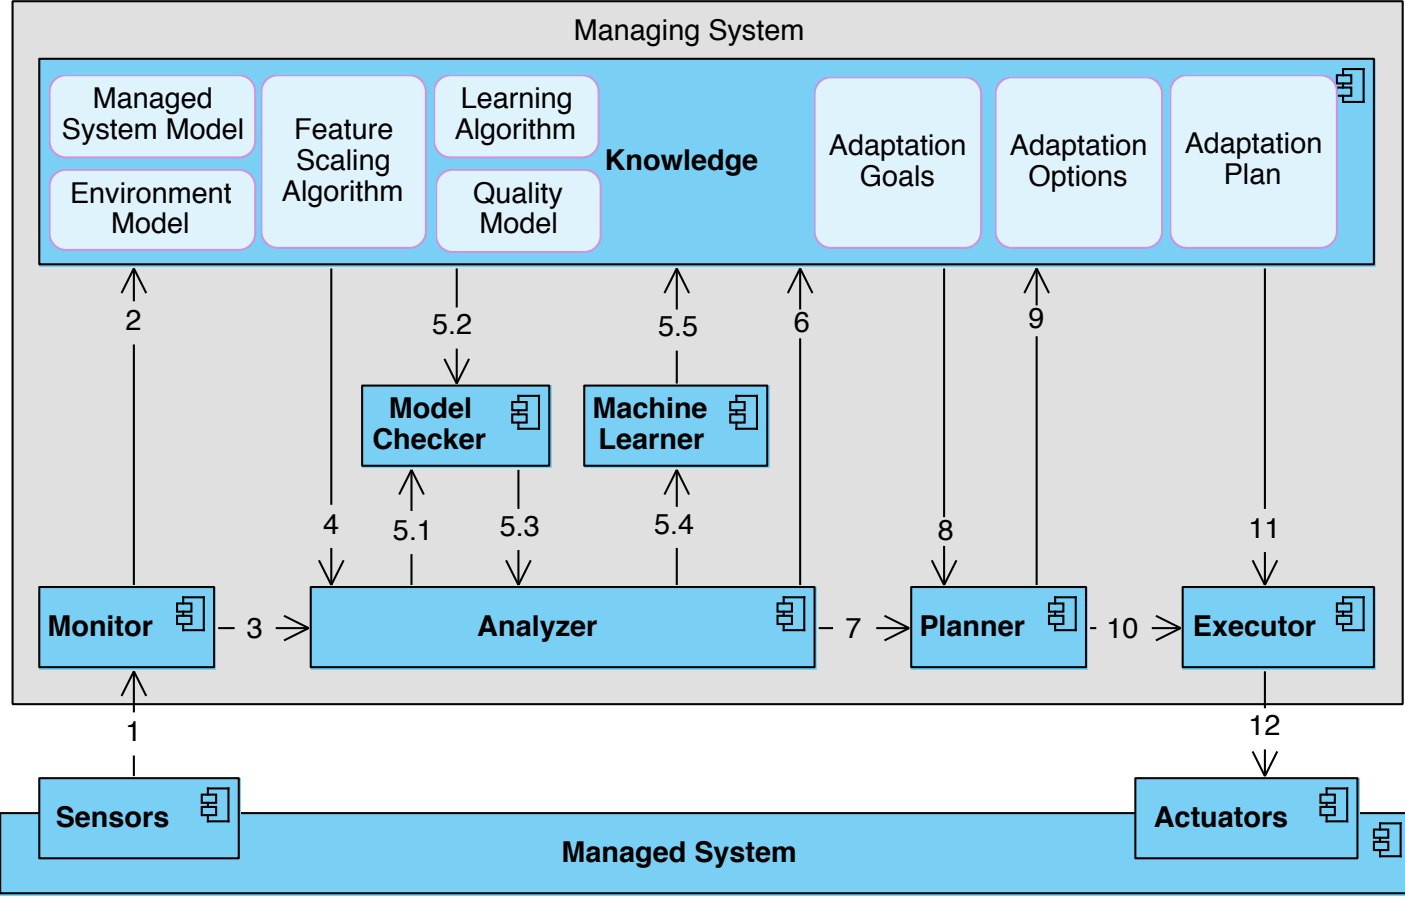 Managing System
Managed
System Model
Environment
Model
Feature
Scaling
Algorithm
Learning
Algorithm
Quality
Model
Knowledge
Adaptation
Goals
Adaptation
Options
Adaptation
Plan
2
5.2
5.5
6
9
Model
Checker
Machine
Learner
4
5.1
5.3
5.4
8
11
Monitor
3
Analyzer
7
Planner
10
Executor
1
12
Sensors
Actuators
Managed System